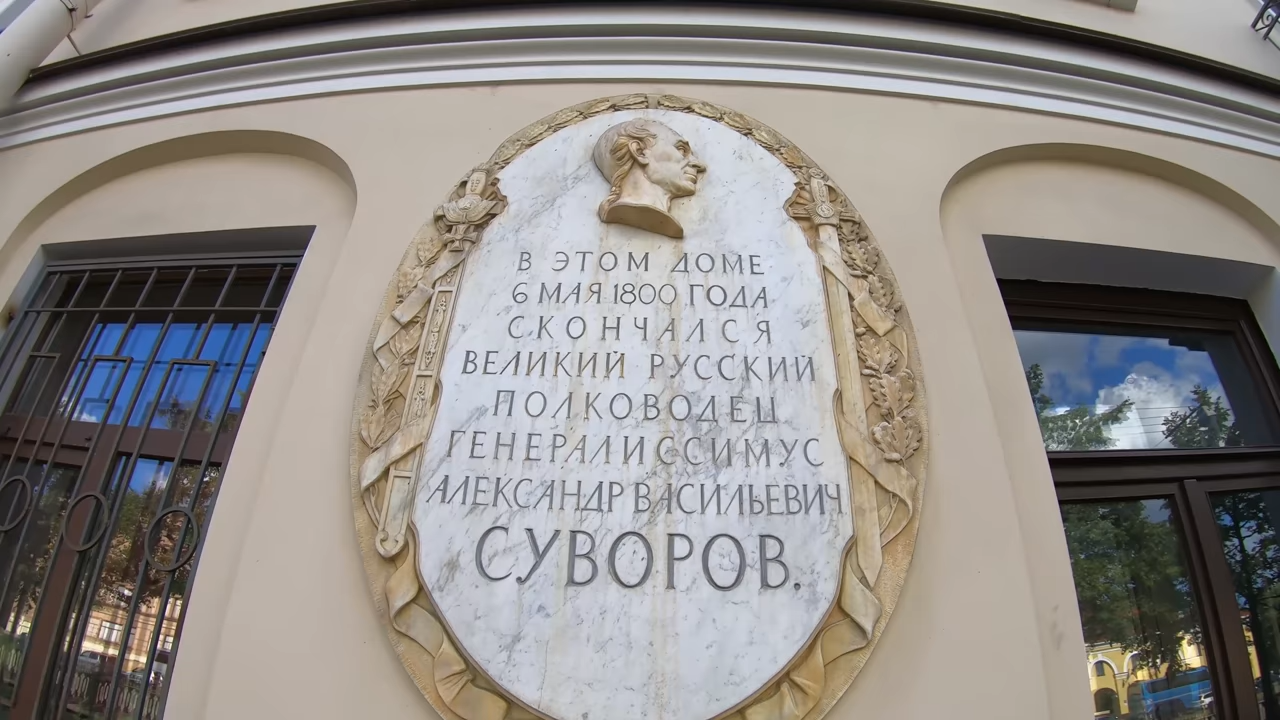 В ЭТОМ ДОМЕ
6 МАЯ 1800 ГОДА
СКОНЧАЛСЯ
ВЕЛИКИЙ РУССКИЙ
ПОЛКОВОДЕЦ
ГЕНЕРАЛИССИМУС
АЛЕКСАНДР ВАСИЛЬЕВИЧ
СУВОРОВ.